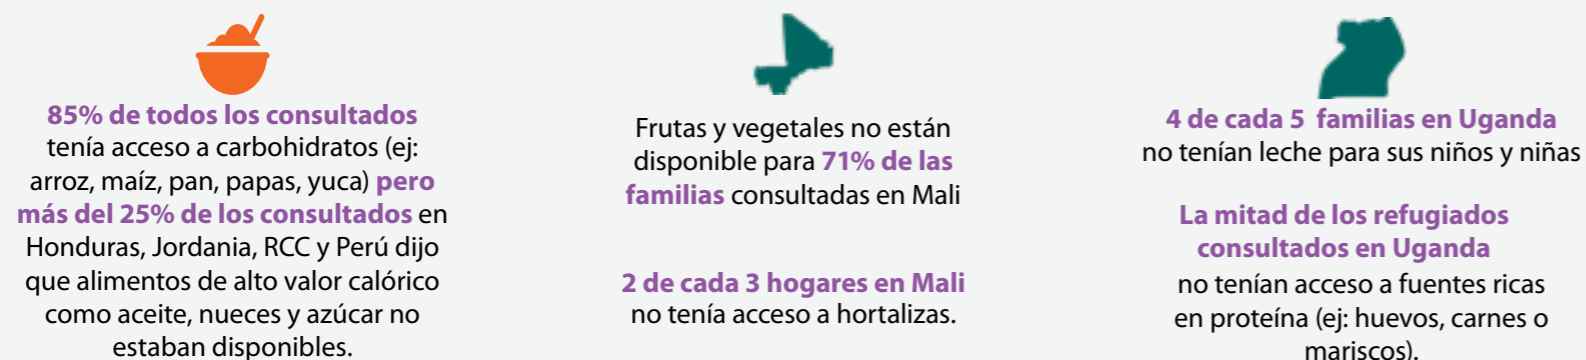 85% de todos los consultados
tenía acceso a carbohidratos (ej:
arroz, maíz, pan, papas, yuca) pero
más del 25% de los consultados en
Honduras, Jordania, RCC y Perú dijo
que alimentos de alto valor calórico
como aceite, nueces y azúcar no
estaban disponibles.
Frutas y vegetales no están
disponible para 71% de las
familias consultadas en Mali
2 de cada 3 hogares en Mali
no tenía acceso a hortalizas.
4 de cada 5 familias en Uganda
no tenían leche para sus niños y niñas
La mitad de los refugiados
consultados en Uganda
no tenían acceso a fuentes ricas
en proteína (ej: huevos, carnes o
mariscos).